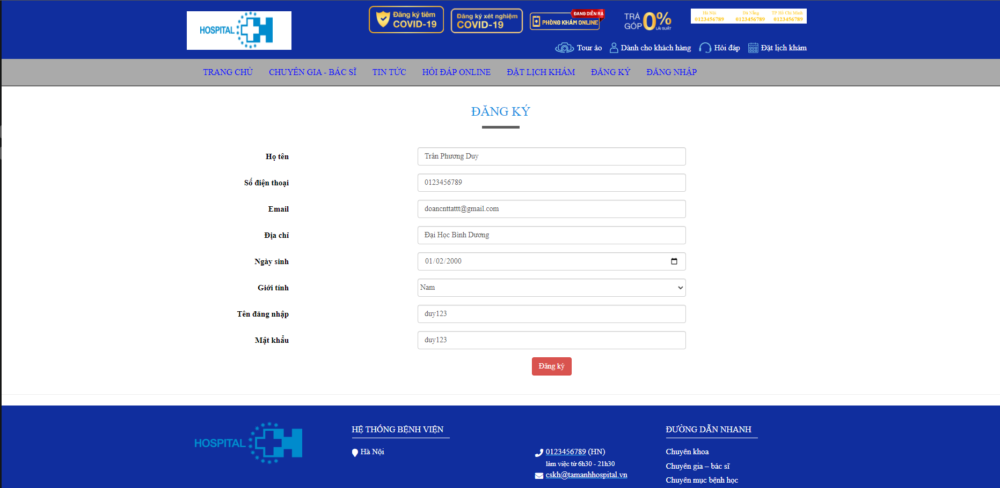 HOSPITAL
Đăng ký tiêm
COVID-19
Đăng ký xét nghiệm
COVID-19
ĐANG DIỄN RA
PHÒNG KHÁM ONLINE
TRẢ GÓP 0% LÃI SUẤT
Hà Nội Đà Nẵng TP Hồ Chí Minh
0123456789 0123456789 0123456789
Tour ảo Dành cho khách hàng Hỏi đáp Đặt lịch khám
TRANG CHỦ CHUYÊN GIA - BÁC SĨ TIN TỨC HỎI ĐÁP ONLINE ĐẶT LỊCH KHÁM ĐĂNG KÝ ĐĂNG NHẬP
ĐĂNG KÝ
Họ tên Trần Phương Duy
Số điện thoại 0123456789
Email doancnttattt@gmail.com
Địa chỉ Đại Học Bình Dương
Ngày sinh 01/02/2000
Giới tính Nam
Tên đăng nhập duy123
Mật khẩu duy123
Đăng ký
HOSPITAL
HỆ THỐNG BỆNH VIỆN
Hà Nội
0123456789 (HN)
làm việc từ 6h30 - 21h30
cskh@tamanhhospital.vn
ĐƯỜNG DẪN NHANH
Chuyên khoa
Chuyên gia – bác sĩ
Chuyên mục bệnh học